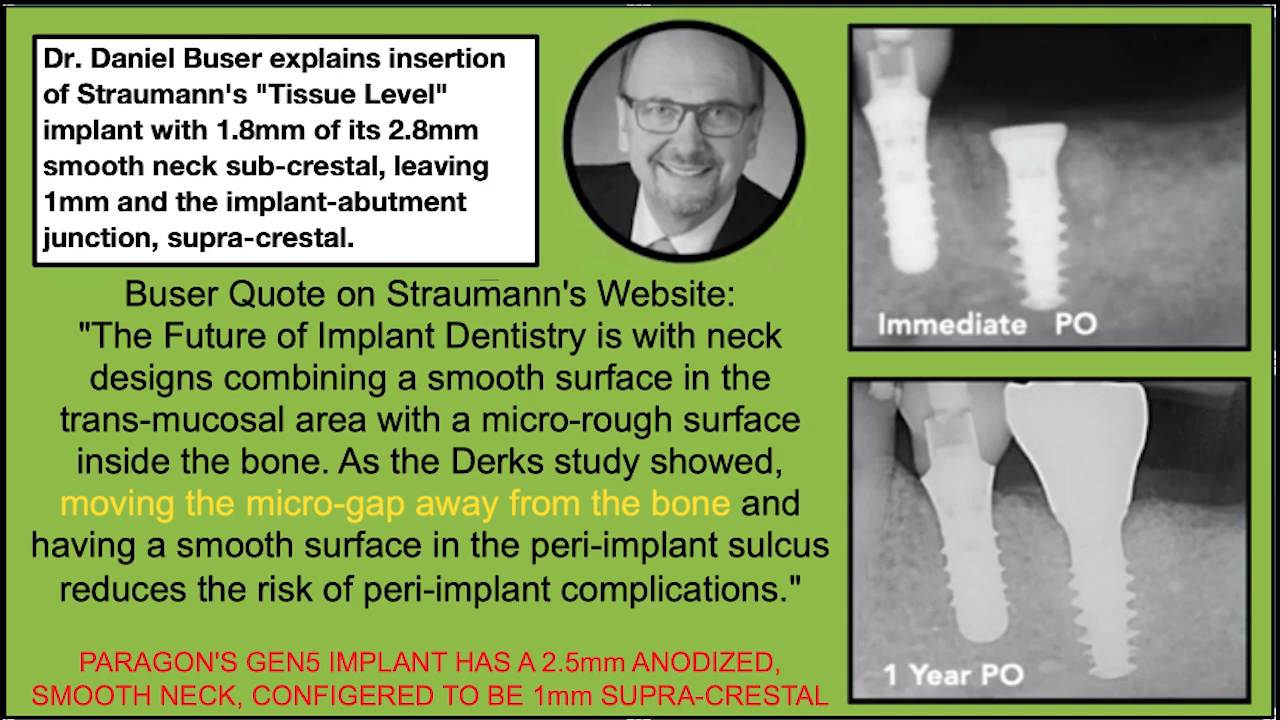 Dr. Daniel Buser explains insertion
of Straumann's "Tissue Level"
implant with 1.8mm of its 2.8mm
smooth neck sub-crestal, leaving
1mm and the implant-abutment
junction, supra-crestal.
Buser Quote on Straumann's Website:
"The Future of Implant Dentistry is with neck
designs combining a smooth surface in the
trans-mucosal area with a micro-rough surface
inside the bone. As the Derks study showed,
moving the micro-gap away from the bone and
having a smooth surface in the peri-implant sulcus
reduces the risk of peri-implant complications."
PARAGON'S GEN5 IMPLANT HAS A 2.5mm ANODIZED,
SMOOTH NECK, CONFIGERED TO BE 1mm SUPRA-CRESTAL
Immediate PO
1 Year PO